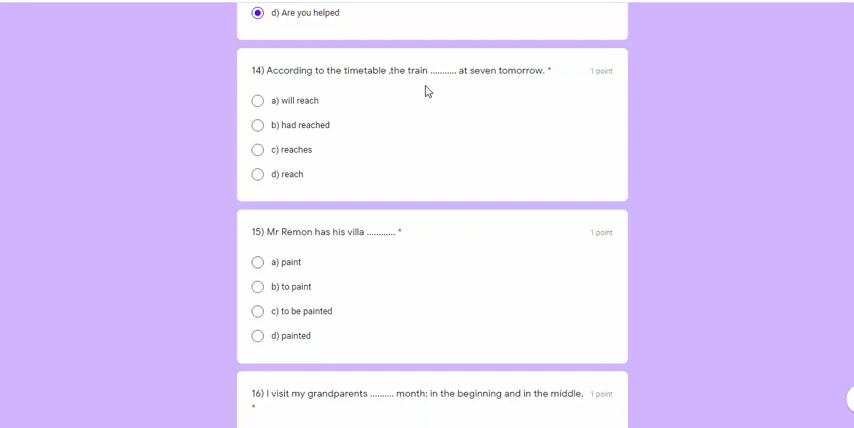 d) Are you helped
14) According to the timetable ,the train ........... at seven tomorrow. *
1 point
a) will reach
b) had reached
c) reaches
d) reach
15) Mr Remon has his villa ............ *
1 point
a) paint
b) to paint
c) to be painted
d) painted
16) I visit my grandparents .......... month; in the beginning and in the middle.
1 point
*